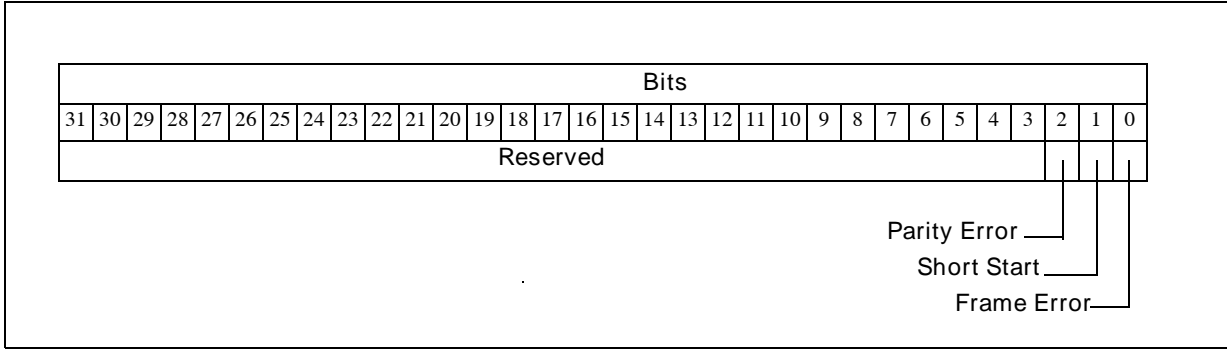 Bits
31 30 29 28 27 26 25 24 23 22 21 20 19 18 17 16 15 14 13 12 11 10 9 8 7 6 5 4 3 2 1 0
Reserved
Parity Error
Short Start
Frame Error